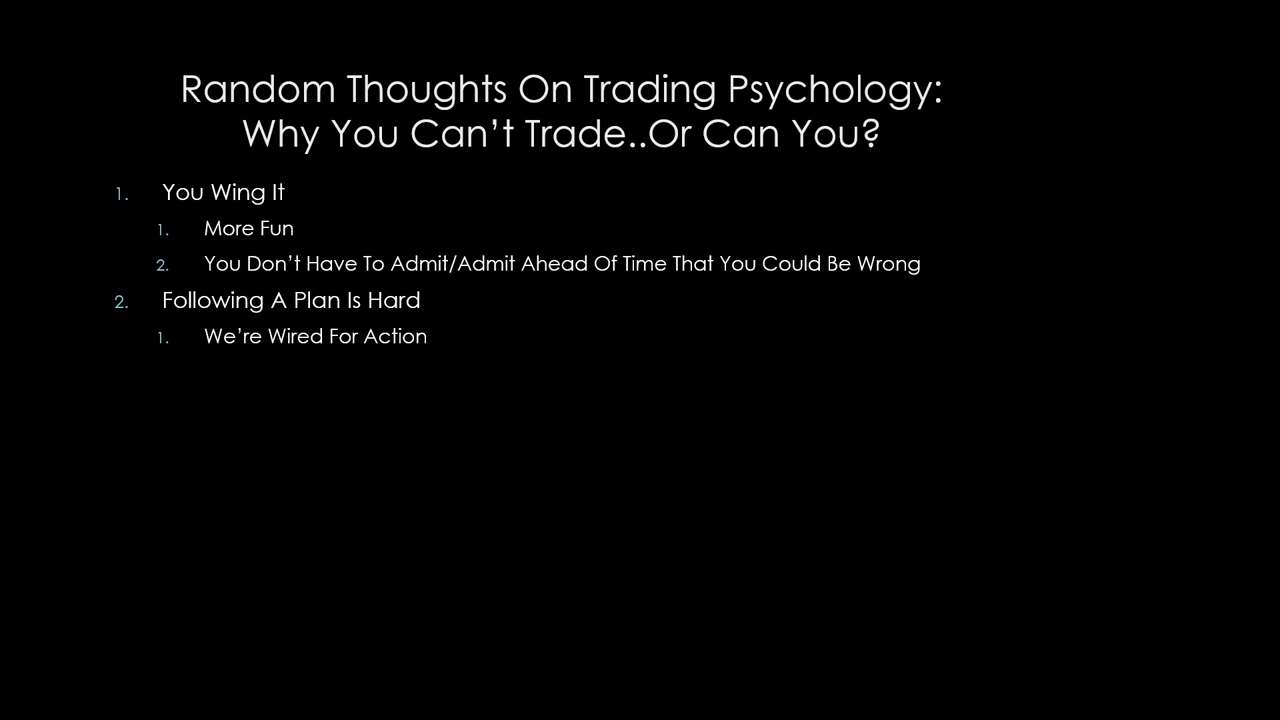 Random Thoughts On Trading Psychology:
Why You Can’t Trade..Or Can You?
1. You Wing It
1. More Fun
2. You Don’t Have To Admit/Admit Ahead Of Time That You Could Be Wrong
2. Following A Plan Is Hard
1. We’re Wired For Action